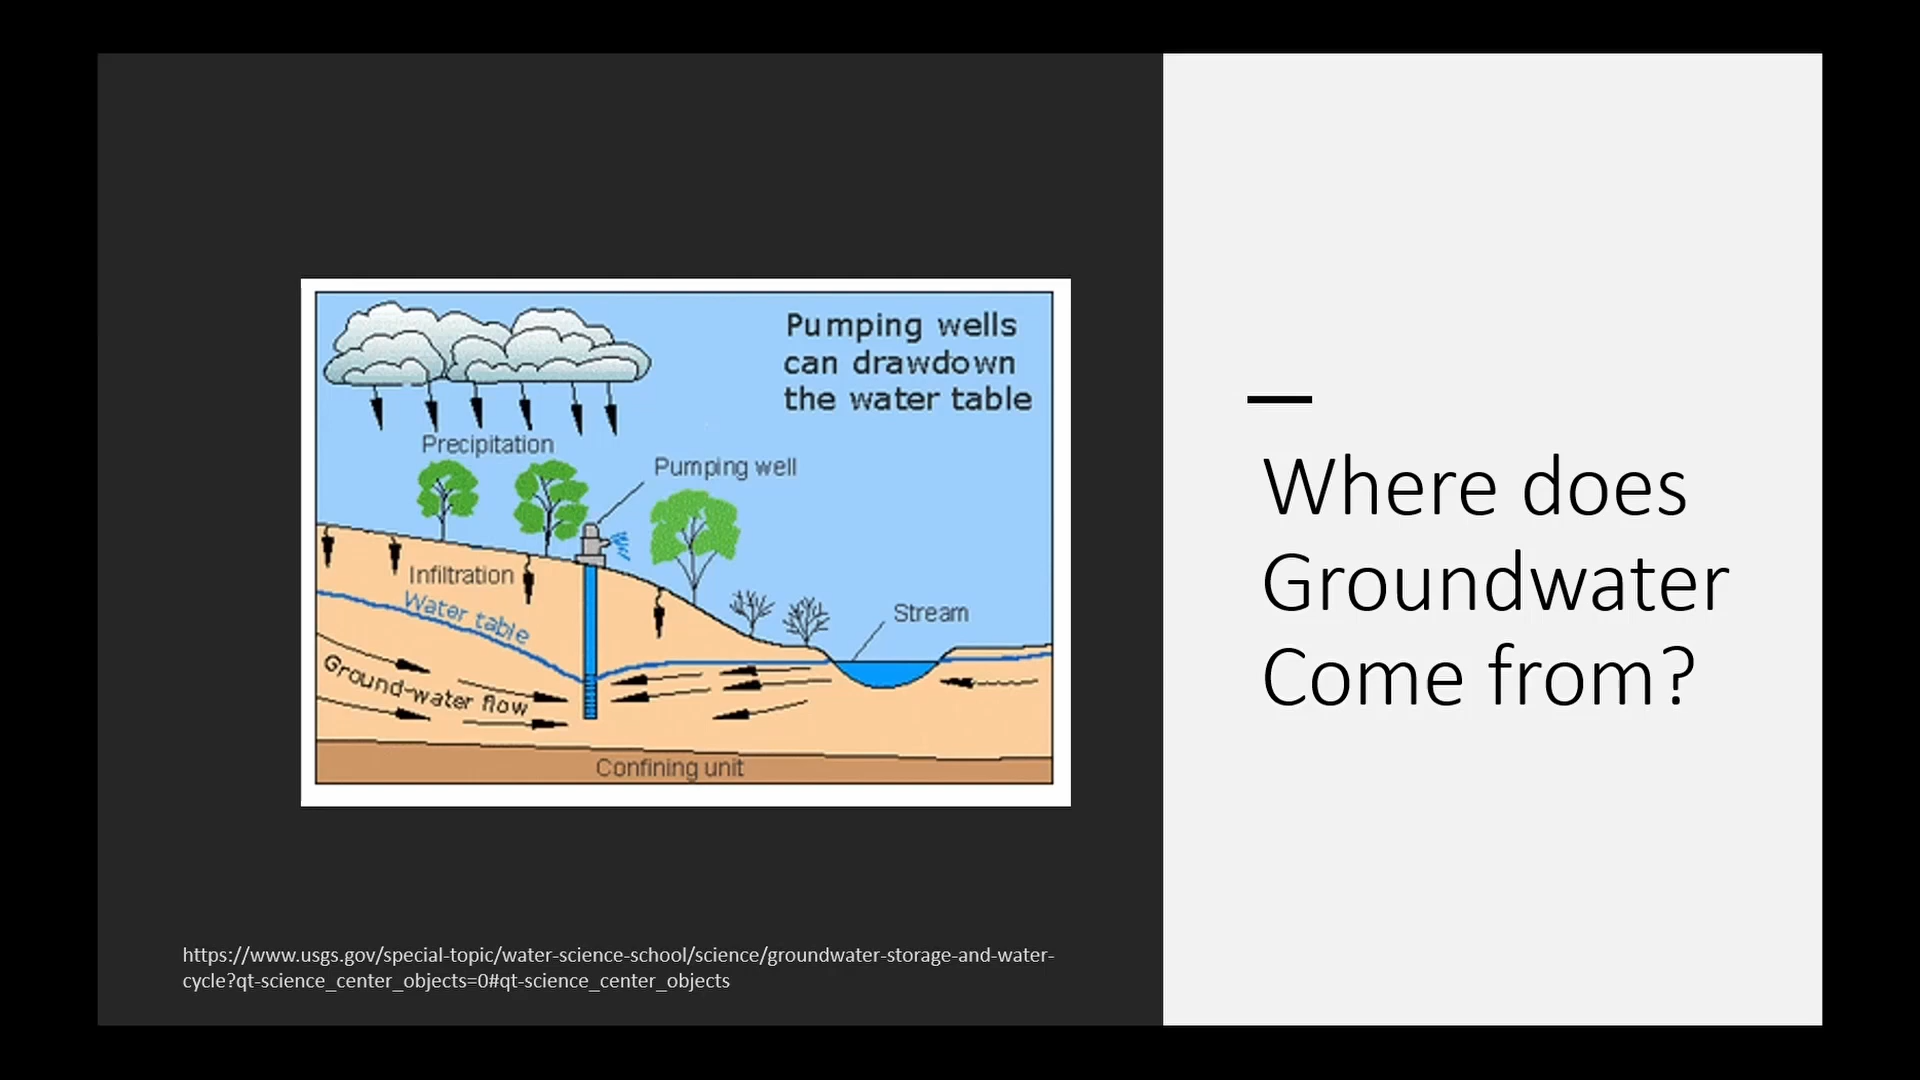 Pumping wells
can drawdown
the water table
Precipitation
Pumping well
Infiltration
Water table
Stream
Ground-water flow
Confining unit
Where does
Groundwater
Come from?
https://www.usgs.gov/special-topic/water-science-school/science/groundwater-storage-and-water-
cycle?qt-science_center_objects=0#qt-science_center_objects